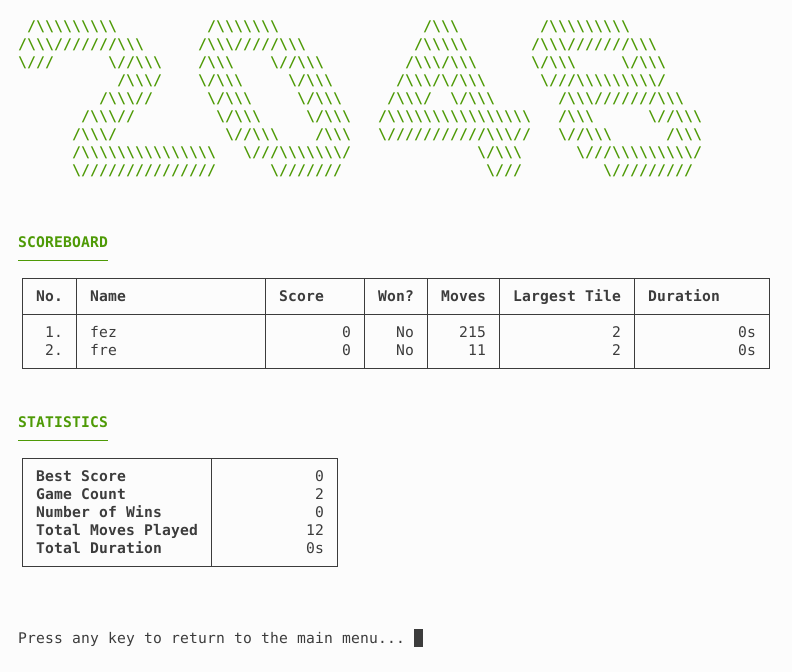 2048
SCOREBOARD
No. Name Score Won? Moves Largest Tile Duration
1. fez 0 No 215 2 0s
2. fre 0 No 11 2 0s
STATISTICS
Best Score 0
Game Count 2
Number of Wins 0
Total Moves Played 12
Total Duration 0s
Press any key to return to the main menu...